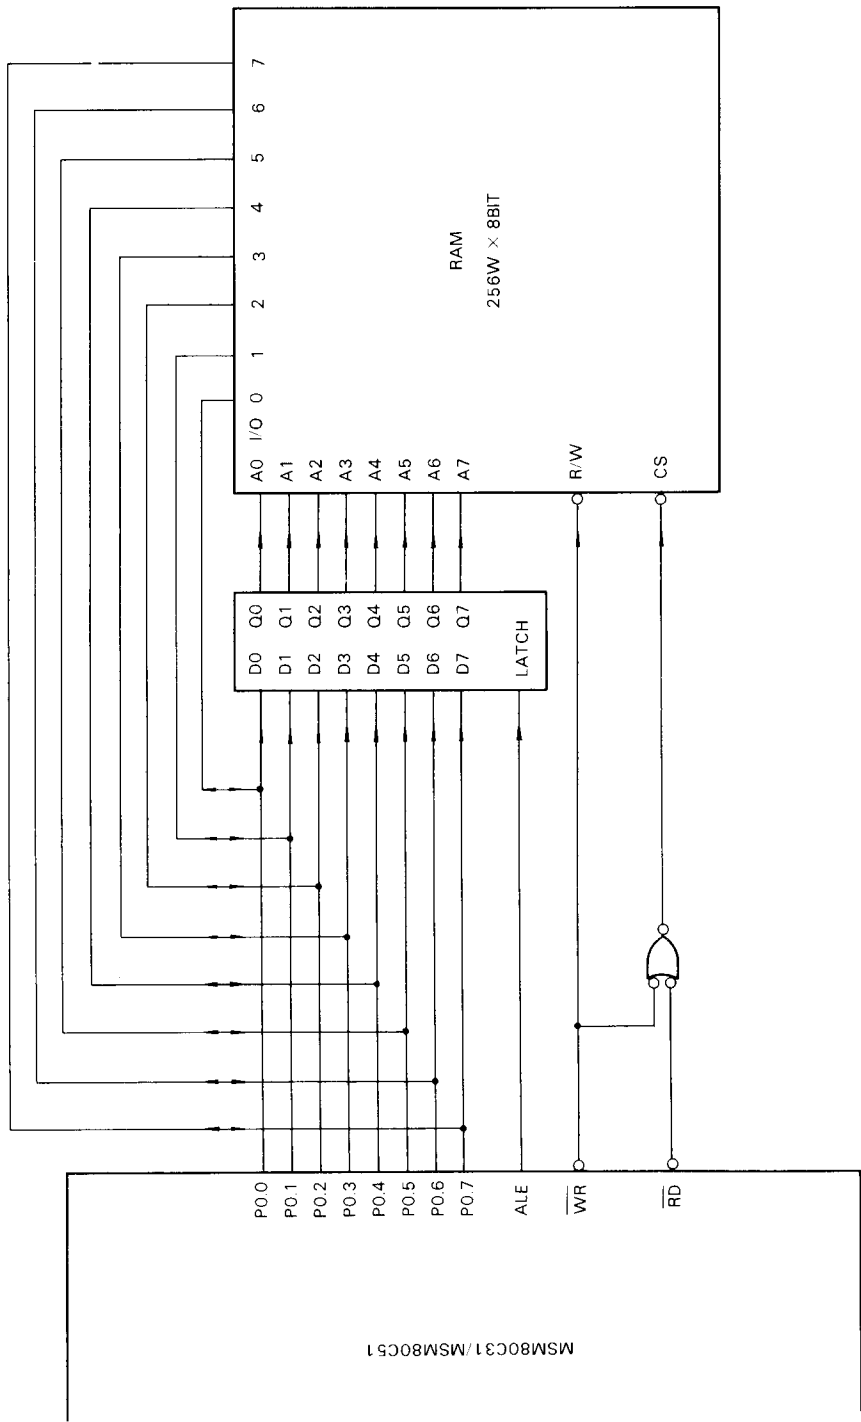 MSM80C31/MSM80C51
P0.0
P0.1
P0.2
P0.3
P0.4
P0.5
P0.6
P0.7
ALE
WR
RD
D0 Q0
D1 Q1
D2 Q2
D3 Q3
D4 Q4
D5 Q5
D6 Q6
D7 Q7
LATCH
A0 I/O 0 1 2 3 4 5 6 7
A1
A2
A3
A4
A5
A6
A7
R/W
CS
RAM
256W × 8BIT